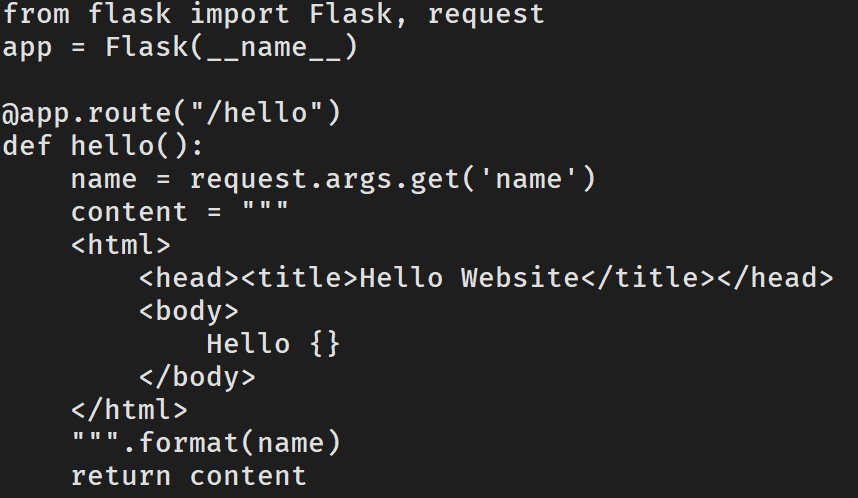 from flask import Flask, request
app = Flask(__name__)

@app.route("/hello")
def hello():
    name = request.args.get('name')
    content = """
    <html>
        <head><title>Hello Website</title></head>
        <body>
            Hello {}
        </body>
    </html>
    """.format(name)
    return content